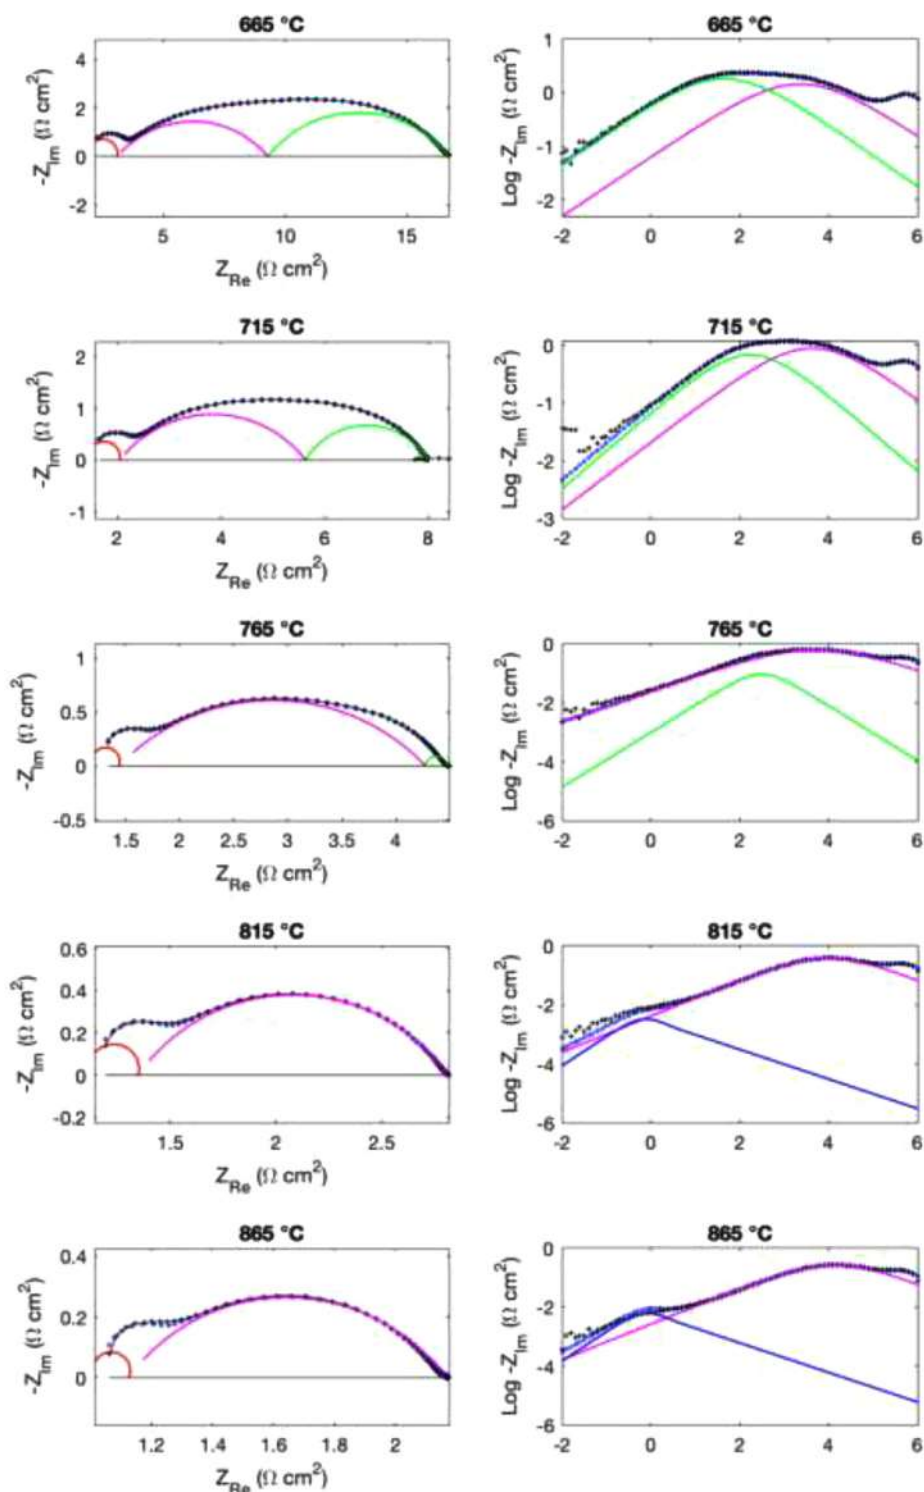 665 °C
-Z_Im (Ω cm²)
4
2
0
-2
5 10 15
Z_Re (Ω cm²)
665 °C
Log -Z_Im (Ω cm²)
1
0
-1
-2
-2 0 2 4 6
715 °C
-Z_Im (Ω cm²)
2
1
0
-1
2 4 6 8
Z_Re (Ω cm²)
715 °C
Log -Z_Im (Ω cm²)
0
-1
-2
-3
-2 0 2 4 6
765 °C
-Z_Im (Ω cm²)
1
0.5
0
-0.5
1.5 2 2.5 3 3.5 4
Z_Re (Ω cm²)
765 °C
Log -Z_Im (Ω cm²)
0
-2
-4
-6
-2 0 2 4 6
815 °C
-Z_Im (Ω cm²)
0.6
0.4
0.2
0
-0.2
1.5 2 2.5
Z_Re (Ω cm²)
815 °C
Log -Z_Im (Ω cm²)
0
-2
-4
-6
-2 0 2 4 6
865 °C
-Z_Im (Ω cm²)
0.4
0.2
0
1.2 1.4 1.6 1.8 2
Z_Re (Ω cm²)
865 °C
Log -Z_Im (Ω cm²)
0
-2
-4
-6
-2 0 2 4 6